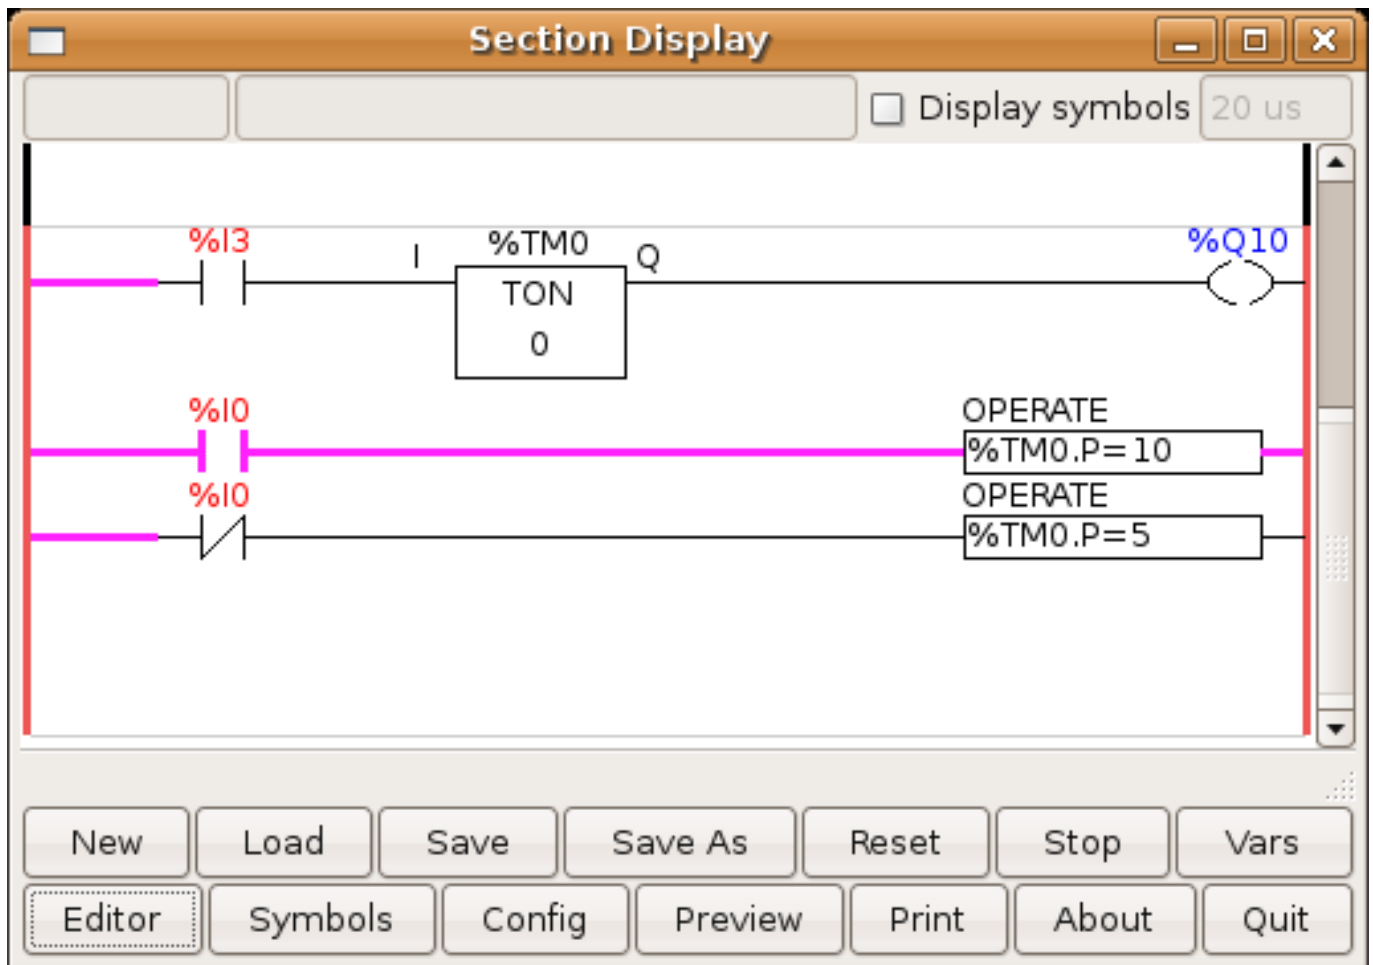 Section Display
Display symbols 20 us
%I3 I %TM0 Q %Q10
TON
0
%I0 OPERATE
%TM0.P=10
%I0 OPERATE
%TM0.P=5
New Load Save Save As Reset Stop Vars
Editor Symbols Config Preview Print About Quit